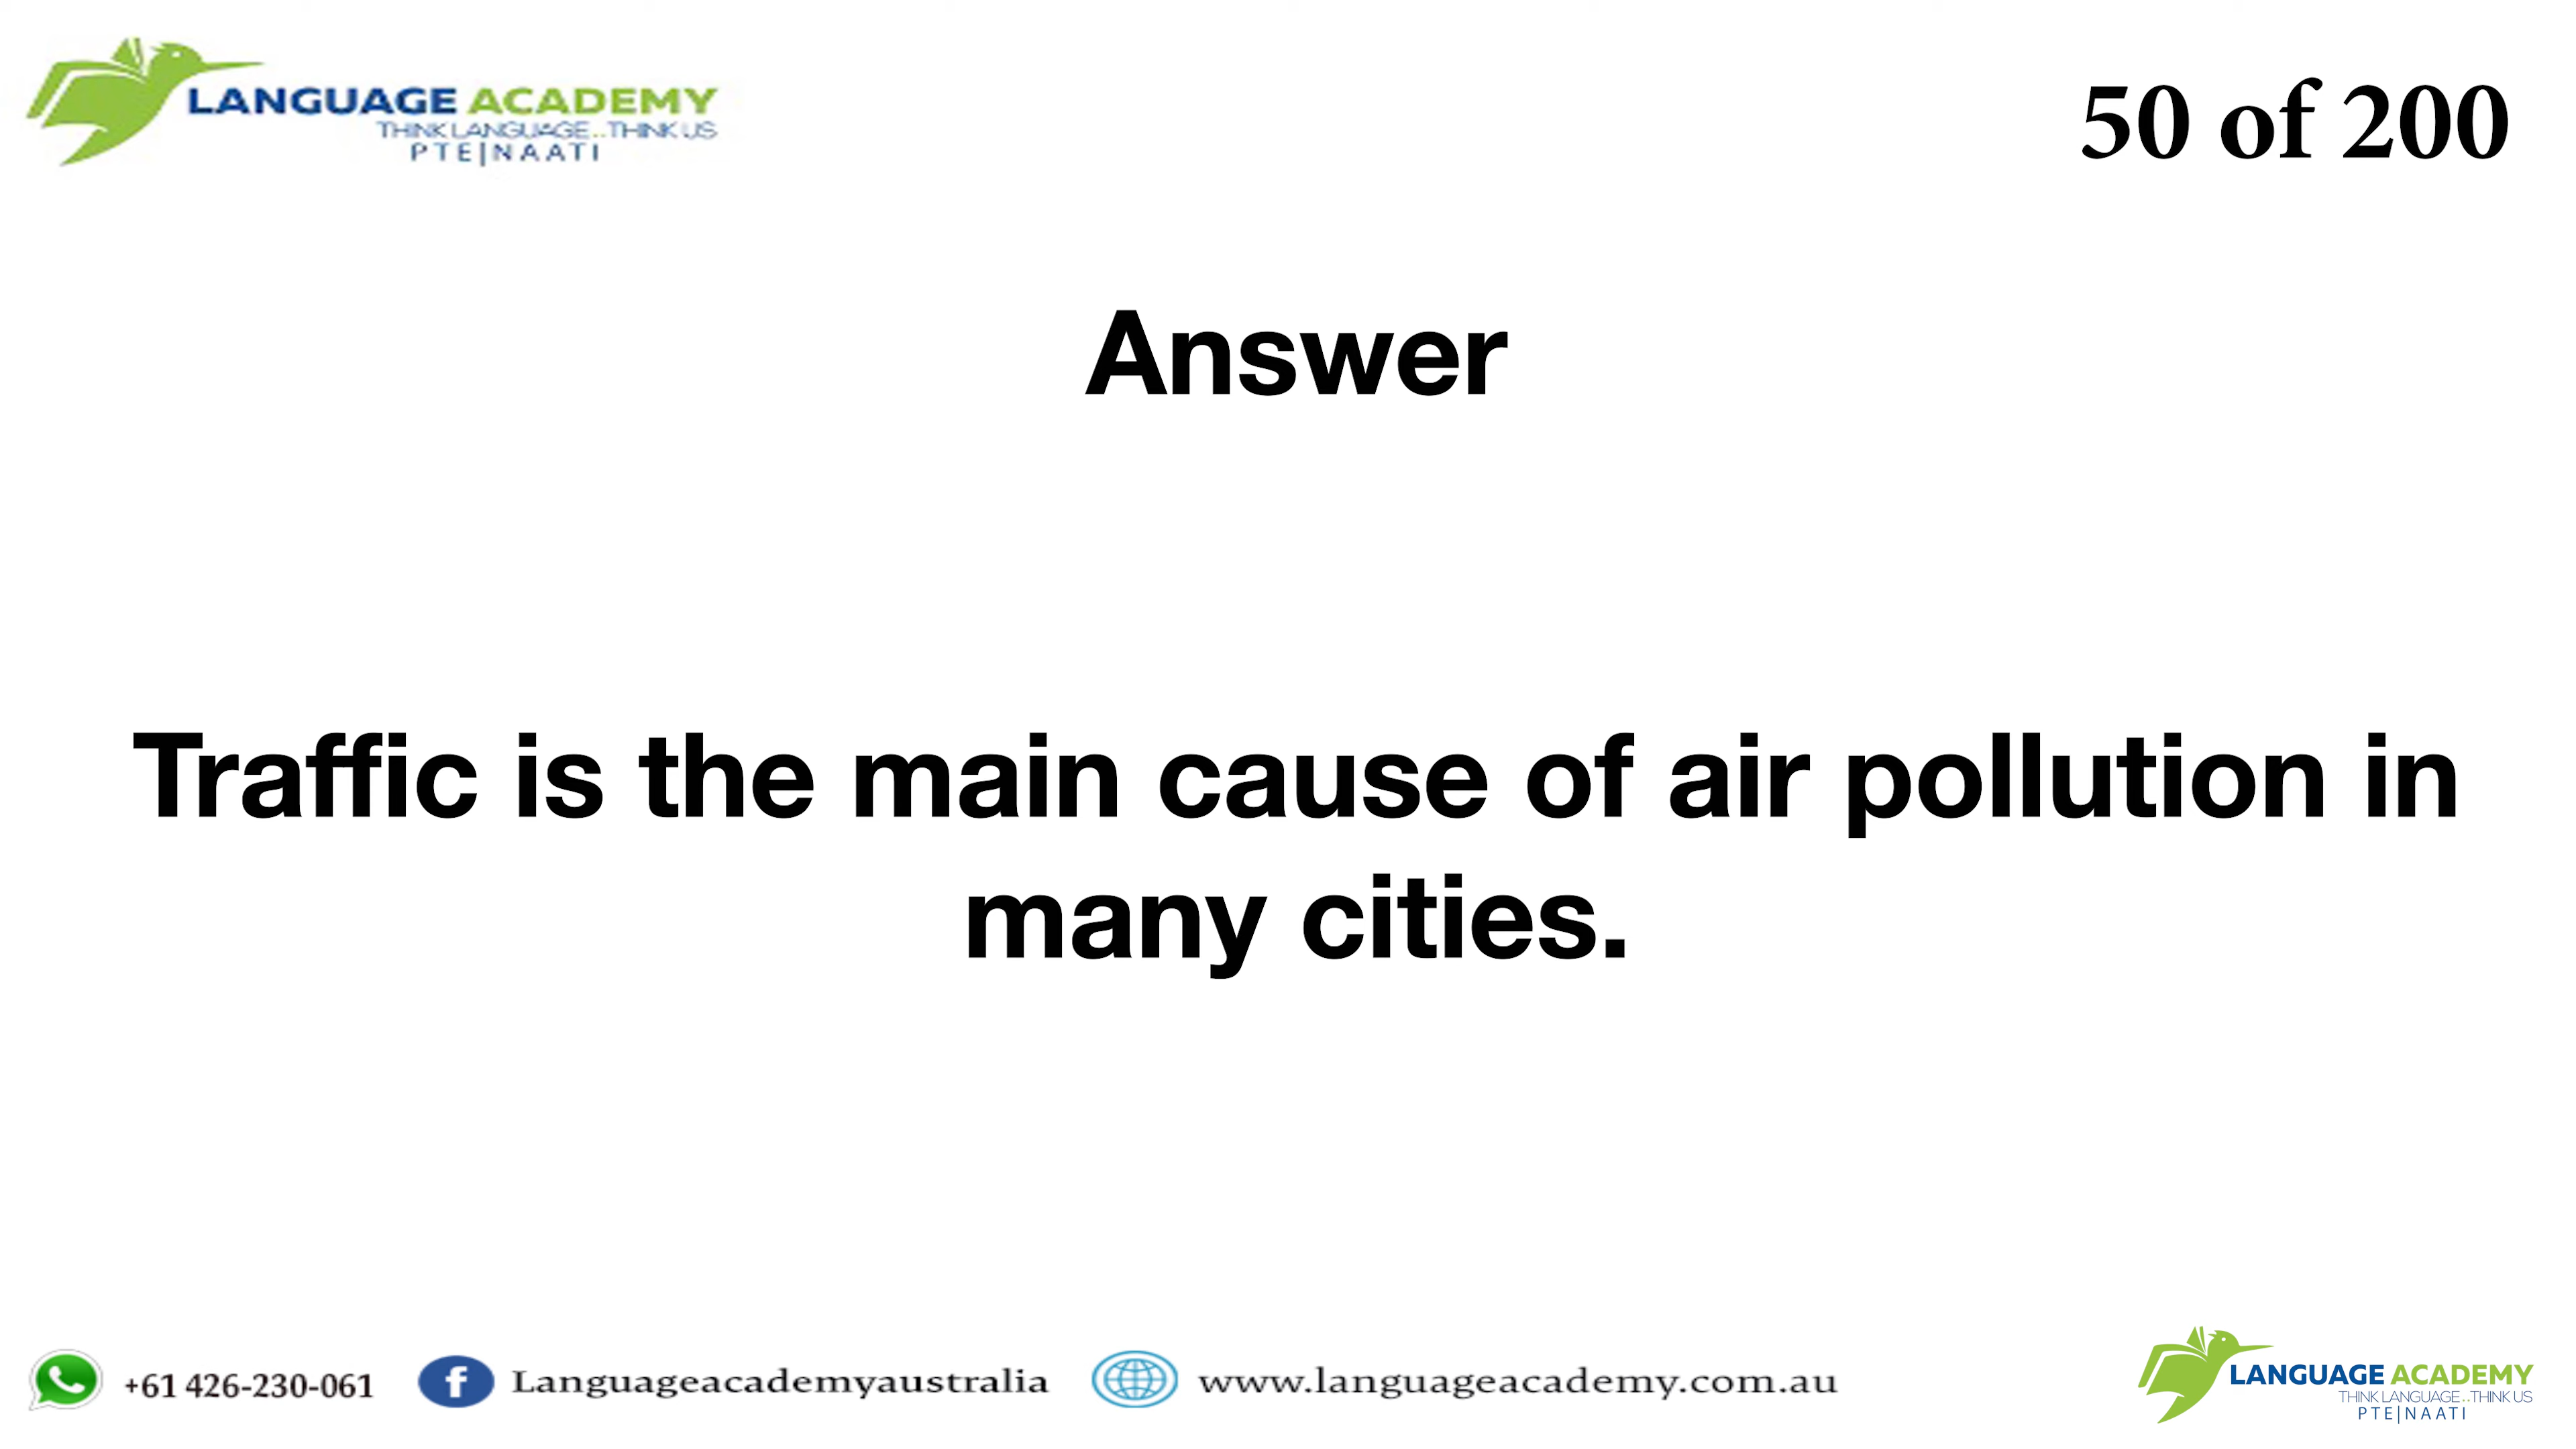 LANGUAGE ACADEMY
THINK LANGUAGE..THINK US
PTE|NAATI
50 of 200
Answer
Traffic is the main cause of air pollution in
many cities.
+61 426-230-061
Languageacademyaustralia
www.languageacademy.com.au
LANGUAGE ACADEMY
THINK LANGUAGE..THINK US
PTE|NAATI